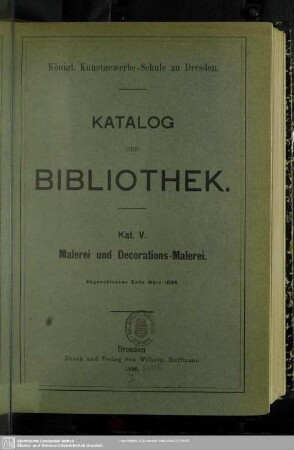 Königl. Kunstgewerbe-Schule zu Dresden.
KATALOG
DER
BIBLIOTHEK.
Kat. V.
Malerei und Decorations-Malerei.
Abgeschlossen Ende März 1896.
Dresden
Druck und Verlag von Wilhelm Hoffmann
1896.